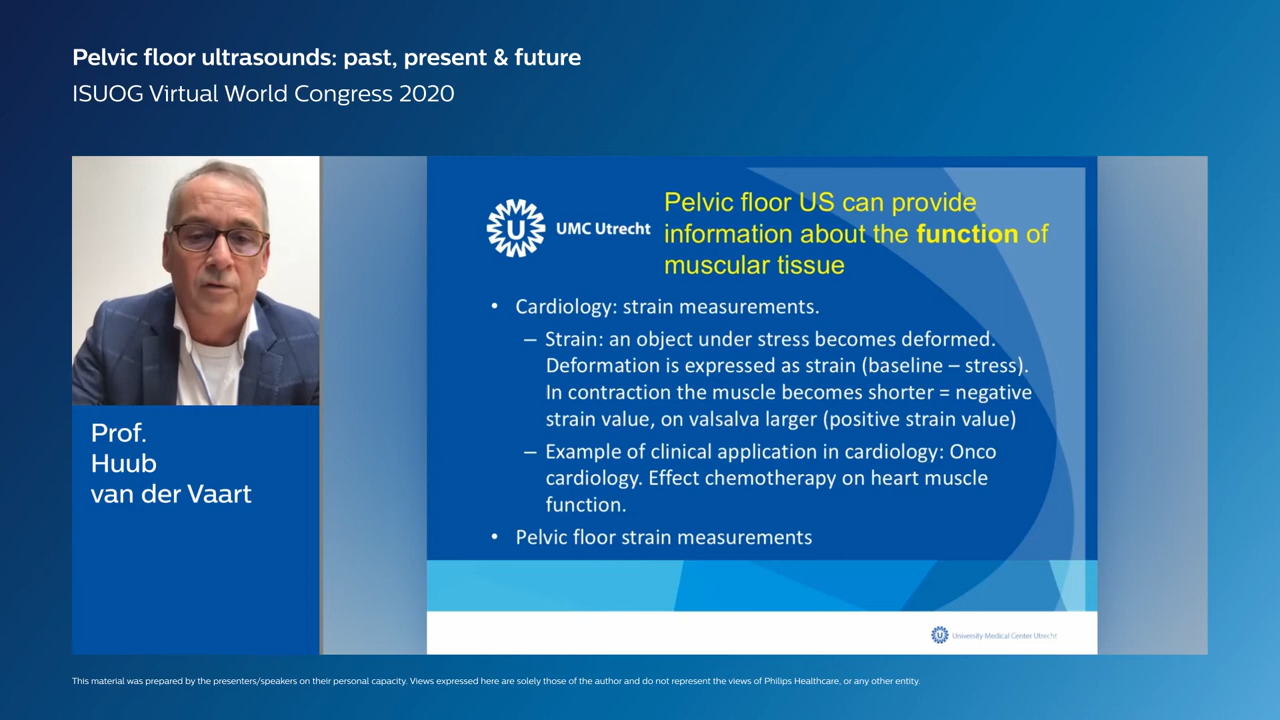 Pelvic floor ultrasounds: past, present & future
ISUOG Virtual World Congress 2020
Prof.
Huub
van der Vaart
U
UMC Utrecht
Pelvic floor US can provide
information about the function of
muscular tissue
• Cardiology: strain measurements.
– Strain: an object under stress becomes deformed.
Deformation is expressed as strain (baseline – stress).
In contraction the muscle becomes shorter = negative
strain value, on valsalva larger (positive strain value)
– Example of clinical application in cardiology: Onco
cardiology. Effect chemotherapy on heart muscle
function.
• Pelvic floor strain measurements
U
University Medical Center Utrecht
This material was prepared by the presenters/speakers on their personal capacity. Views expressed here are solely those of the author and do not represent the views of Philips Healthcare, or any other entity.